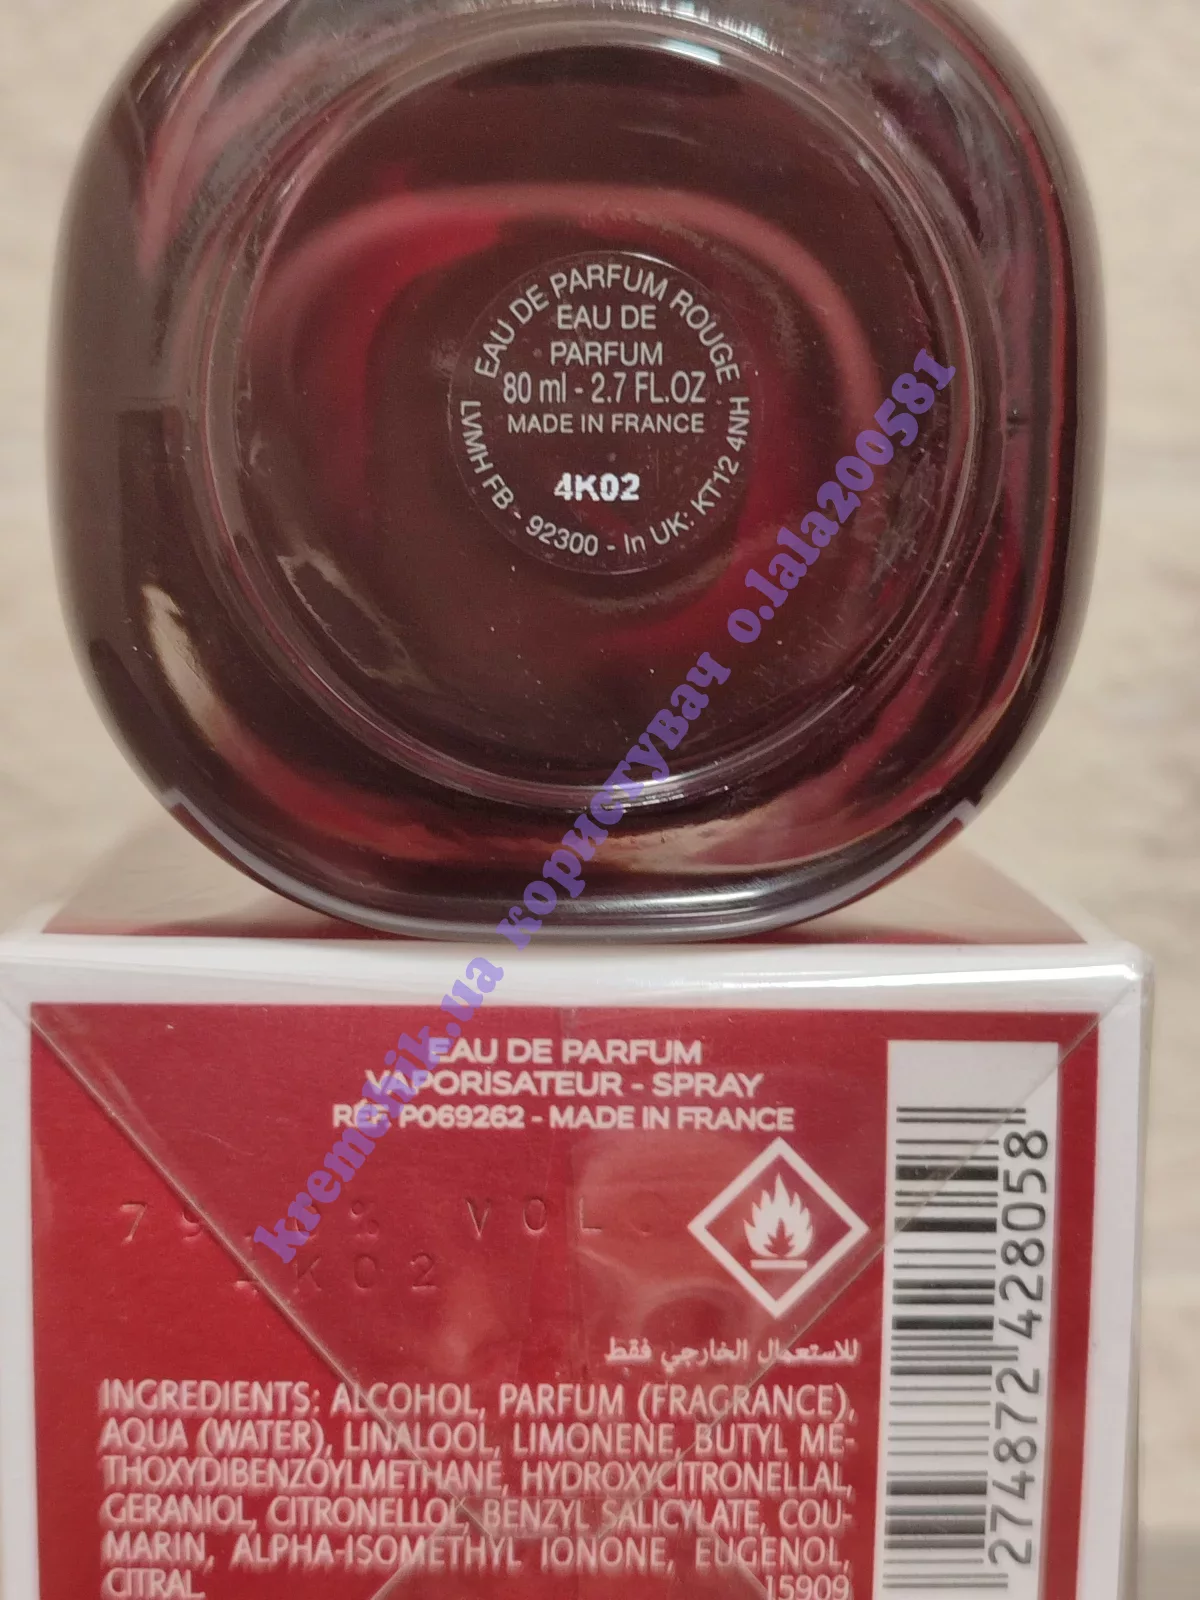 EAU DE PARFUM ROUGE
EAU DE
PARFUM
80 ml - 2.7 FL.OZ.
MADE IN FRANCE
4K02
LVMH FB - 92300 - In UK: KT12 4NH
kremchik.ua користувач o.lala200581
EAU DE PARFUM
VAPORISATEUR - SPRAY
REF. P069262 - MADE IN FRANCE
% VOL.
4K02
للاستعمال الخارجي فقط
INGREDIENTS: ALCOHOL, PARFUM (FRAGRANCE),
AQUA (WATER), LINALOOL, LIMONENE, BUTYL ME-
THOXYDIBENZOYLMETHANE, HYDROXYCITRONELLAL,
GERANIOL, CITRONELLOL, BENZYL SALICYLATE, COU-
MARIN, ALPHA-ISOMETHYL IONONE, EUGENOL,
CITRAL.
15909
2748724 28058